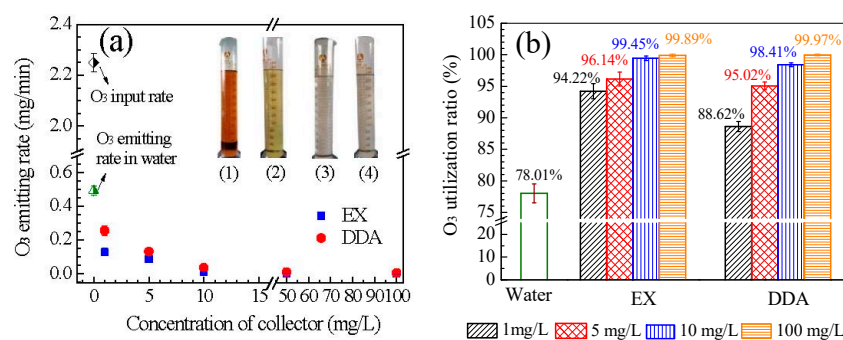 (a)
O₃ emitting rate (mg/min)
2.4
2.2
2.0
0.6
0.4
0.2
0.0
O₃ input rate
O₃ emitting
rate in water
(1) (2) (3) (4)
EX
DDA
0 5 10 15 50 60 70 80 90 100
Concentration of collector (mg/L)
(b)
O₃ utilization ratio (%)
100
95
90
85
80
75
20
0
78.01%
94.22%
96.14%
99.45%
99.89%
88.62%
95.02%
98.41%
99.97%
Water EX DDA
1mg/L 5 mg/L 10 mg/L 100 mg/L